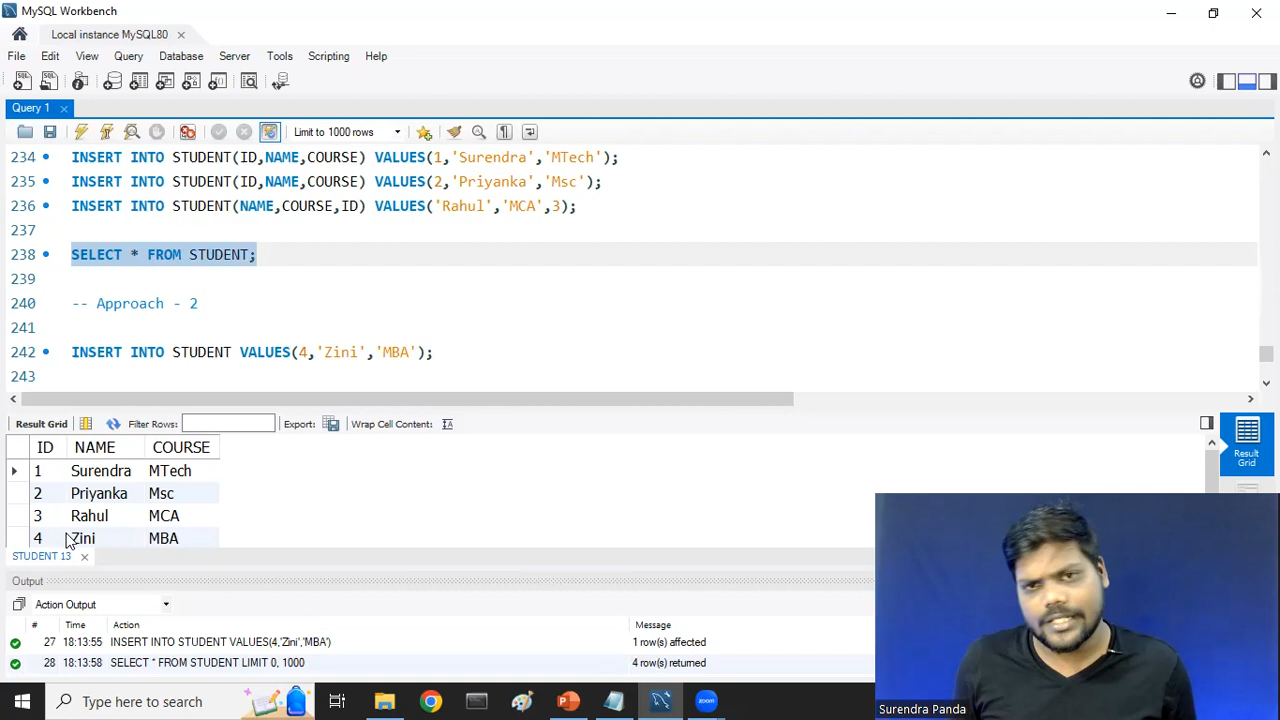 MySQL Workbench
Local instance MySQL80
File Edit View Query Database Server Tools Scripting Help
Query 1
Limit to 1000 rows
234 INSERT INTO STUDENT(ID,NAME,COURSE) VALUES(1,'Surendra','MTech');
235 INSERT INTO STUDENT(ID,NAME,COURSE) VALUES(2,'Priyanka','Msc');
236 INSERT INTO STUDENT(NAME,COURSE,ID) VALUES('Rahul','MCA',3);
237
238 SELECT * FROM STUDENT;
239
240 -- Approach - 2
241
242 INSERT INTO STUDENT VALUES(4,'Zini','MBA');
243
Result Grid Filter Rows: Export: Wrap Cell Content:
Result Grid
ID NAME COURSE
1 Surendra MTech
2 Priyanka Msc
3 Rahul MCA
4 Zini MBA
STUDENT 13
Output
Action Output
# Time Action Message
27 18:13:55 INSERT INTO STUDENT VALUES(4,'Zini','MBA') 1 row(s) affected
28 18:13:58 SELECT * FROM STUDENT LIMIT 0, 1000 4 row(s) returned
Type here to search
zoom
Surendra Panda